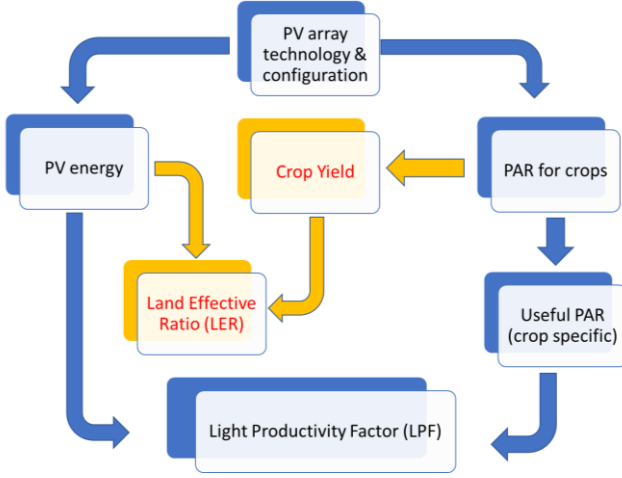 PV array
technology &
configuration
PV energy
Crop Yield
PAR for crops
Land Effective
Ratio (LER)
Useful PAR
(crop specific)
Light Productivity Factor (LPF)